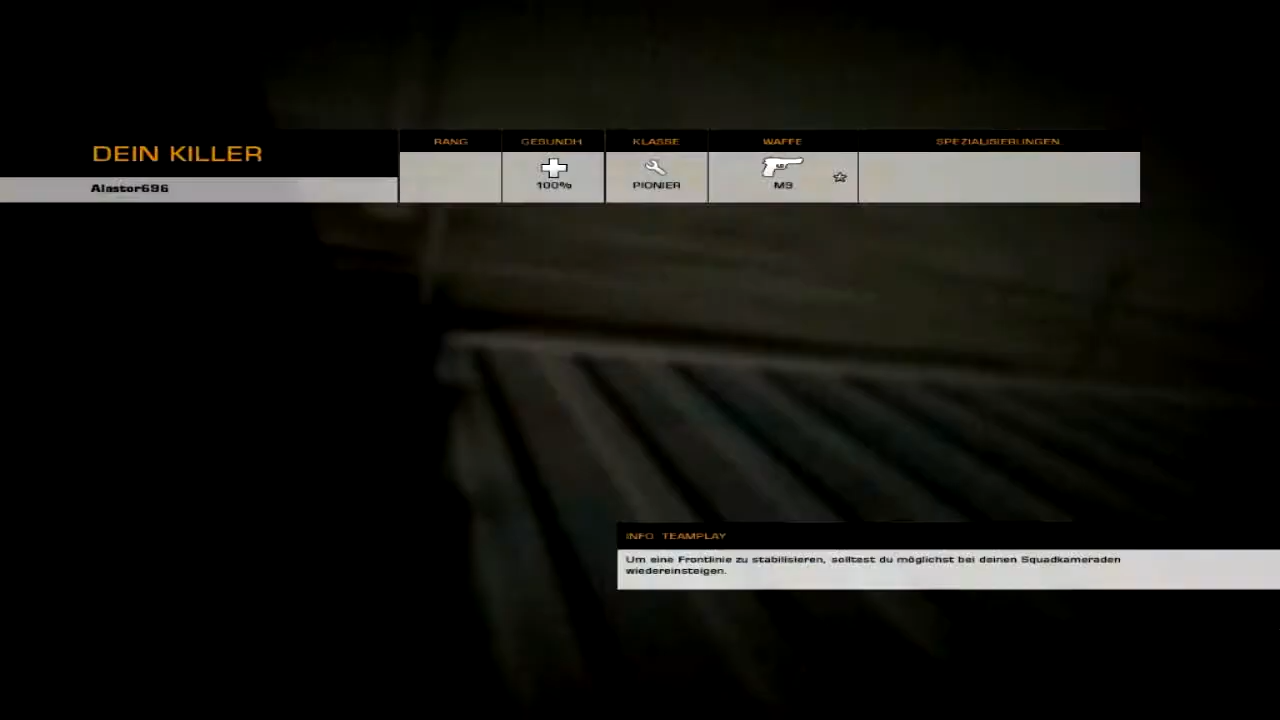 DEIN KILLER
RANG
GESUNDH
KLASSE
WAFFE
SPEZIALISIERUNGEN
Alastor696
100%
PIONIER
M9
INFO TEAMPLAY
Um eine Frontlinie zu stabilisieren, solltest du möglichst bei deinen Squadkameraden
wiedereinsteigen.